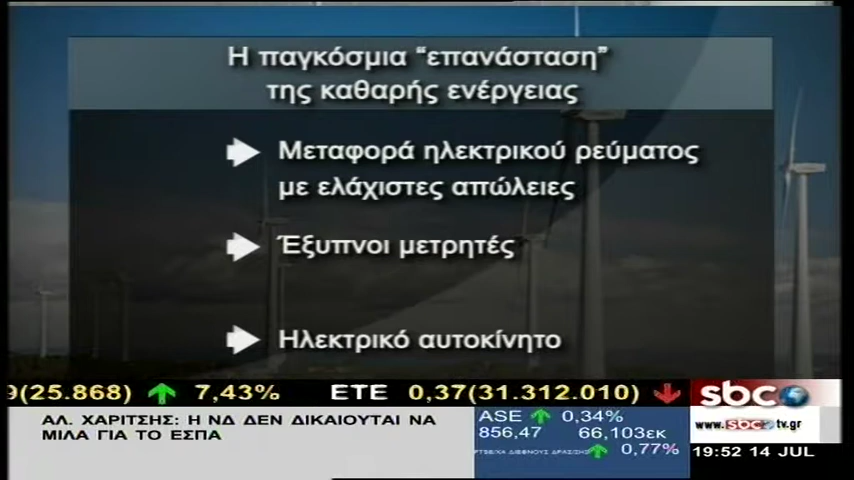 Η παγκόσμια “επανάσταση”
της καθαρής ενέργειας
Μεταφορά ηλεκτρικού ρεύματος
με ελάχιστες απώλειες
Έξυπνοι μετρητές
Ηλεκτρικό αυτοκίνητο
9(25.868) 7,43% ΕΤΕ 0,37(31.312.010)
sbc
www.sbctv.gr
ΑΛ. ΧΑΡΙΤΣΗΣ: Η ΝΔ ΔΕΝ ΔΙΚΑΙΟΥΤΑΙ ΝΑ
ΜΙΛΑ ΓΙΑ ΤΟ ΕΣΠΑ
ASE 0,34%
856,47 66,103εκ
0,77%
19:52 14 JUL